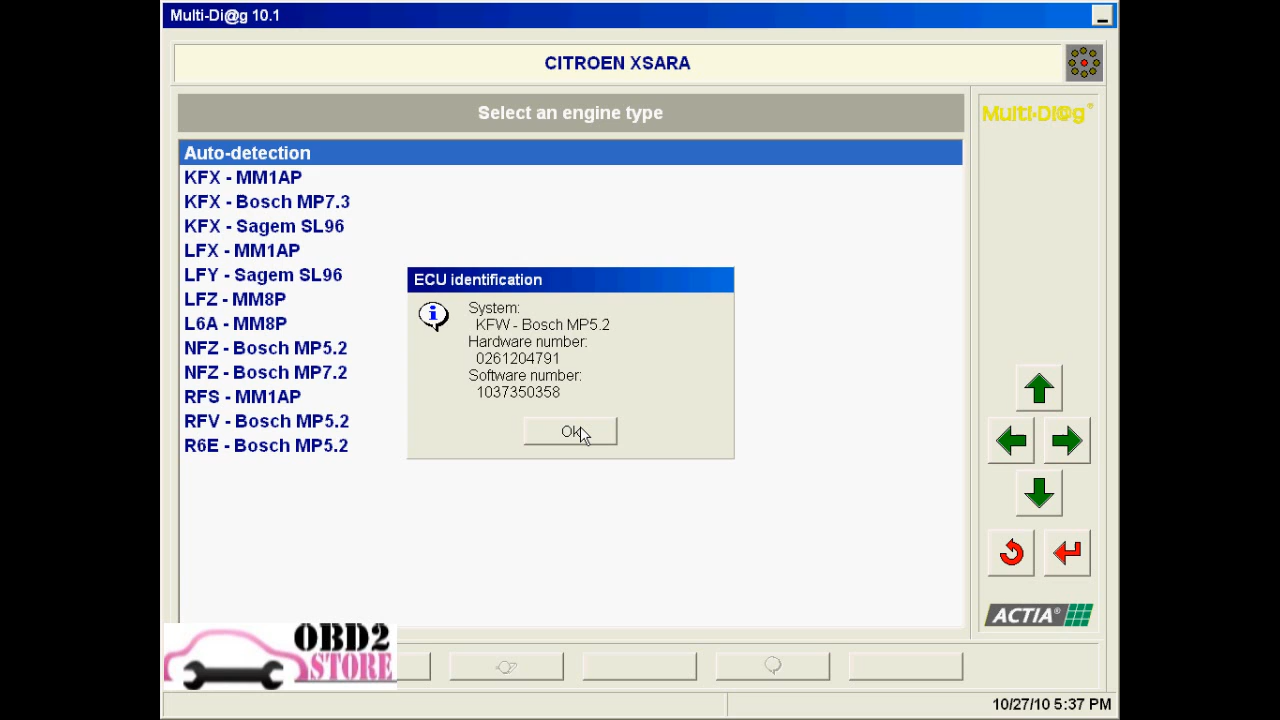 Multi-Di@g 10.1
CITROEN XSARA
Select an engine type
Multi-Di@g®
Auto-detection
KFX - MM1AP
KFX - Bosch MP7.3
KFX - Sagem SL96
LFX - MM1AP
LFY - Sagem SL96
LFZ - MM8P
L6A - MM8P
NFZ - Bosch MP5.2
NFZ - Bosch MP7.2
RFS - MM1AP
RFV - Bosch MP5.2
R6E - Bosch MP5.2
ECU identification
System:
KFW - Bosch MP5.2
Hardware number:
0261204791
Software number:
1037350358
Ok
ACTIA®
OBD2
STORE
10/27/10 5:37 PM